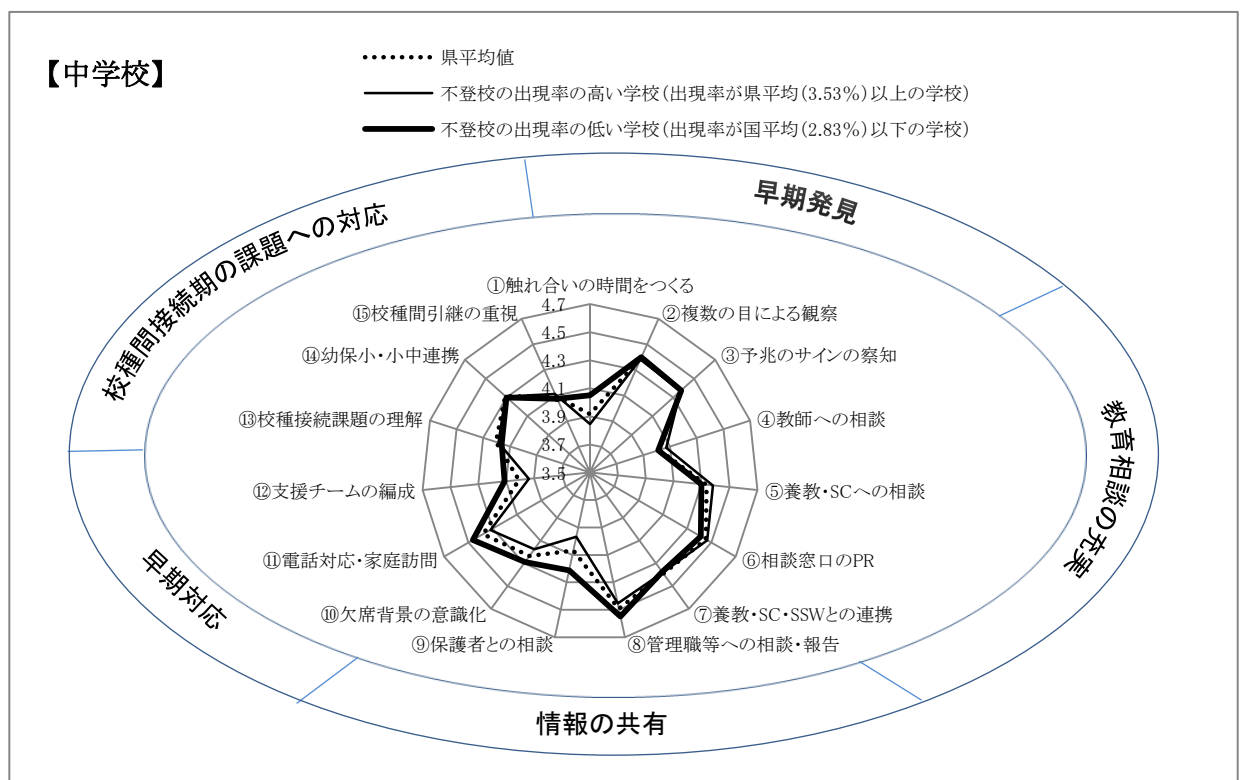 【中学校】
県平均値
不登校の出現率の高い学校(出現率が県平均(3.53%)以上の学校)
不登校の出現率の低い学校(出現率が国平均(2.83%)以下の学校)
早期発見
校種間接続期の課題への対応
教育相談の充実
早期対応
情報の共有
①触れ合いの時間をつくる
②複数の目による観察
③予兆のサインの察知
④教師への相談
⑤養教・SCへの相談
⑥相談窓口のPR
⑦養教・SC・SSWとの連携
⑧管理職等への相談・報告
⑨保護者との相談
⑩欠席背景の意識化
⑪電話対応・家庭訪問
⑫支援チームの編成
⑬校種接続課題の理解
⑭幼保小・小中連携
⑮校種間引継の重視
4.7
4.5
4.3
4.1
3.9
3.7
3.5